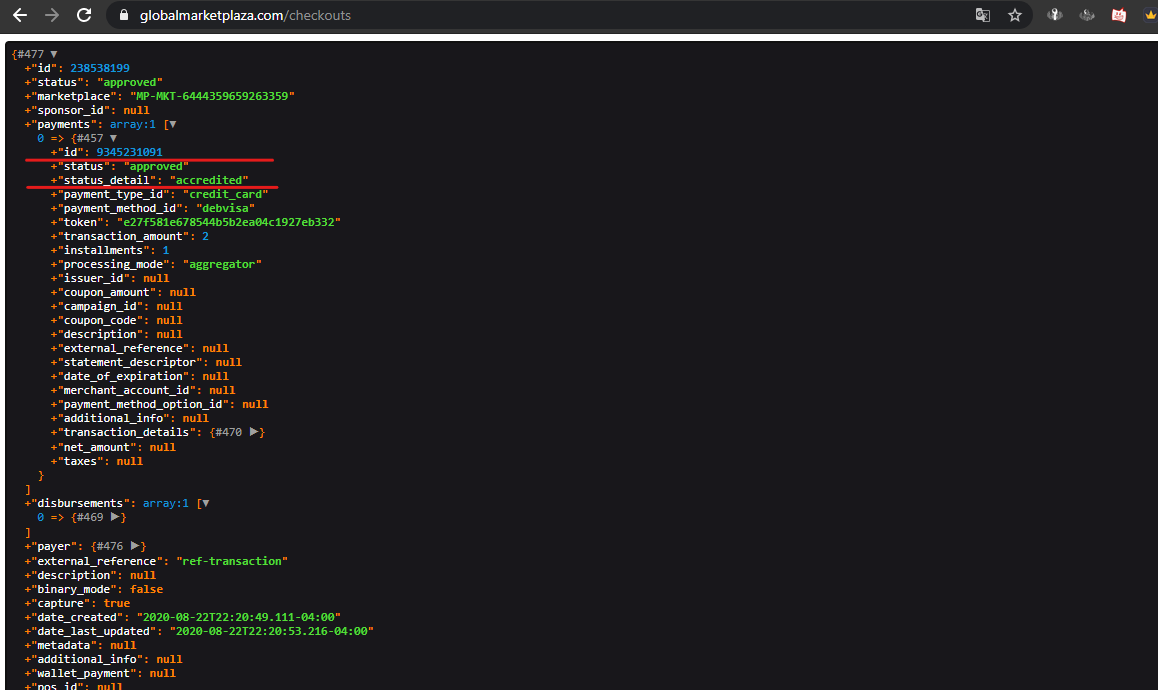 globalmarketplaza.com/checkouts
{#477 ▼
+"id": 238538199
+"status": "approved"
+"marketplace": "MP-MKT-6444359659263359"
+"sponsor_id": null
+"payments": array:1 [▼
0 => {#457 ▼
+"id": 9345231091
+"status": "approved"
+"status_detail": "accredited"
+"payment_type_id": "credit_card"
+"payment_method_id": "debvisa"
+"token": "e27f581e678544b5b2ea04c1927eb332"
+"transaction_amount": 2
+"installments": 1
+"processing_mode": "aggregator"
+"issuer_id": null
+"coupon_amount": null
+"campaign_id": null
+"coupon_code": null
+"description": null
+"external_reference": null
+"statement_descriptor": null
+"date_of_expiration": null
+"merchant_account_id": null
+"payment_method_option_id": null
+"additional_info": null
+"transaction_details": {#470 ▶}
+"net_amount": null
+"taxes": null
}
]
+"disbursements": array:1 [▼
0 => {#469 ▶}
]
+"payer": {#476 ▶}
+"external_reference": "ref-transaction"
+"description": null
+"binary_mode": false
+"capture": true
+"date_created": "2020-08-22T22:20:49.111-04:00"
+"date_last_updated": "2020-08-22T22:20:53.216-04:00"
+"metadata": null
+"additional_info": null
+"wallet_payment": null
+"pos_id": null